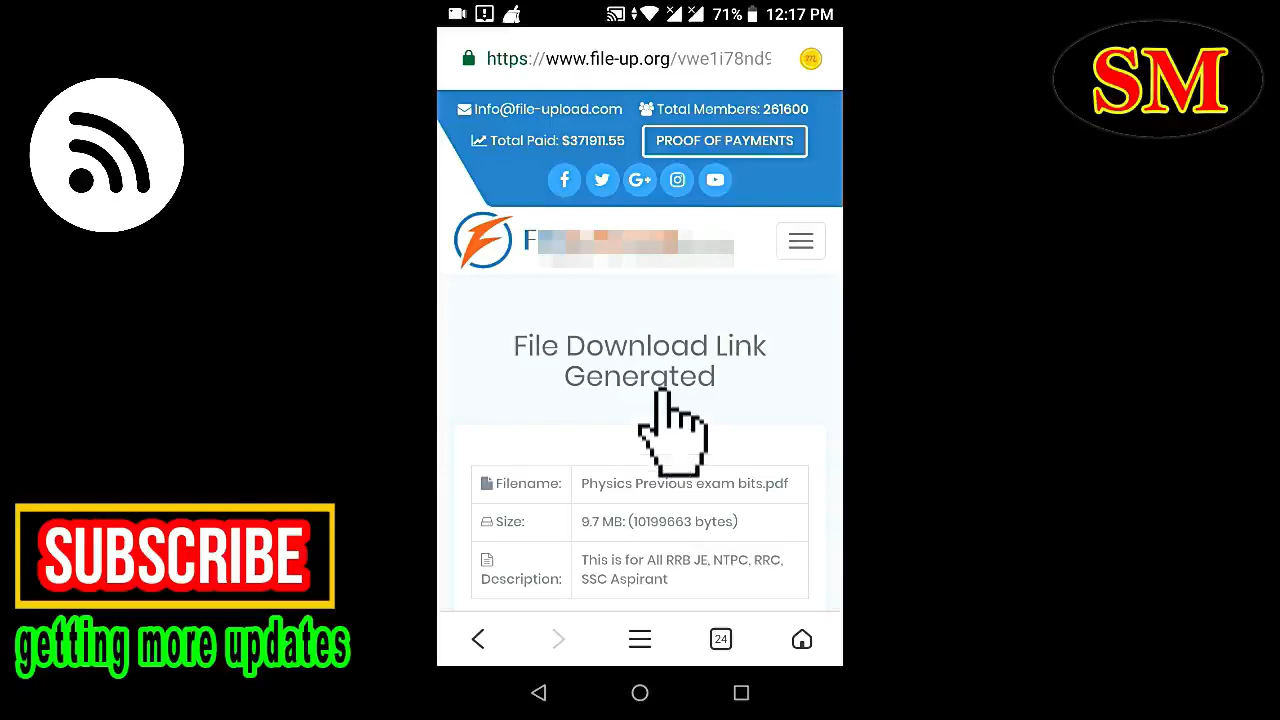 71% 12:17 PM
https://www.file-up.org/vwe1i78nd9
SM
Info@file-upload.com Total Members: 261600
Total Paid: $371911.55 PROOF OF PAYMENTS
F
File Download Link
Generated
Filename: Physics Previous exam bits.pdf
Size: 9.7 MB: (10199663 bytes)
Description: This is for All RRB JE, NTPC, RRC,
SSC Aspirant
SUBSCRIBE
getting more updates
24